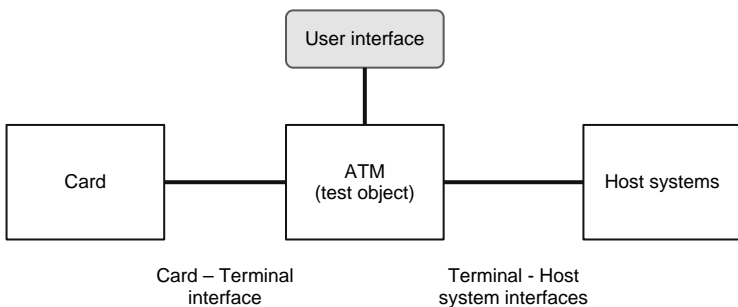 User interface
Card
ATM
(test object)
Host systems
Card – Terminal
interface
Terminal - Host
system interfaces